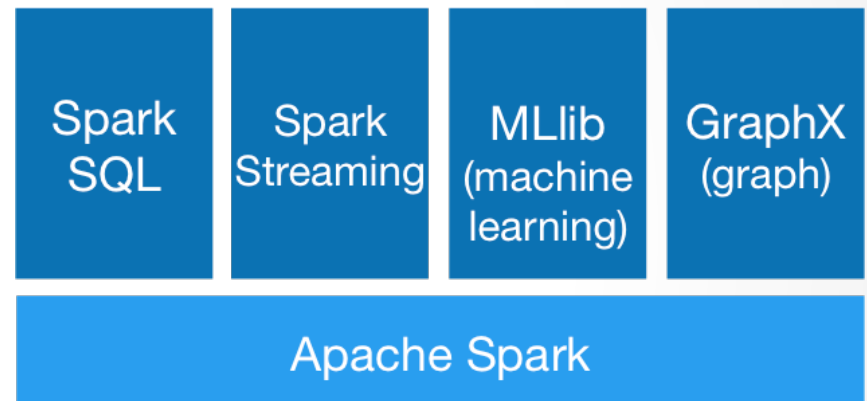 Spark
SQL
Spark
Streaming
MLlib
(machine
learning)
GraphX
(graph)
Apache Spark